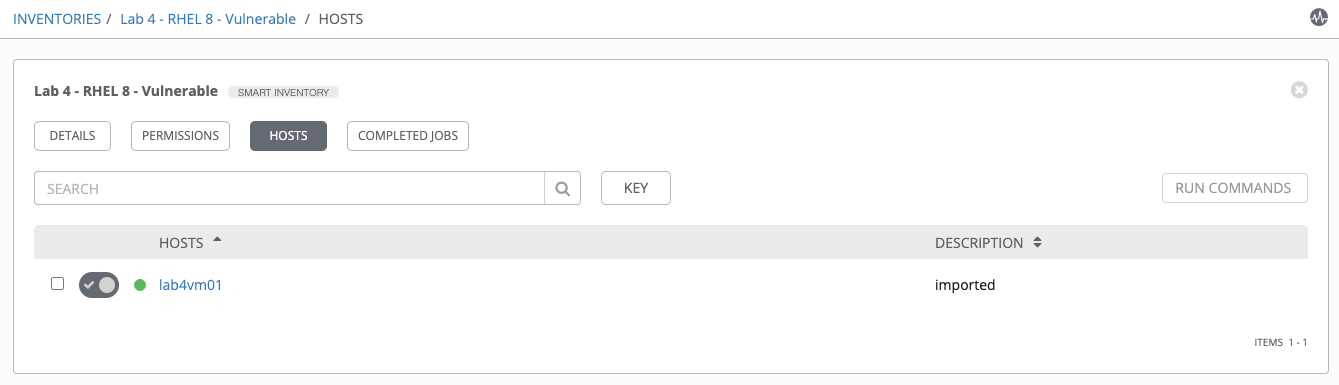 INVENTORIES / Lab 4 - RHEL 8 - Vulnerable / HOSTS
Lab 4 - RHEL 8 - Vulnerable SMART INVENTORY
DETAILS PERMISSIONS HOSTS COMPLETED JOBS
SEARCH KEY RUN COMMANDS
HOSTS DESCRIPTION
lab4vm01 imported
ITEMS 1 - 1